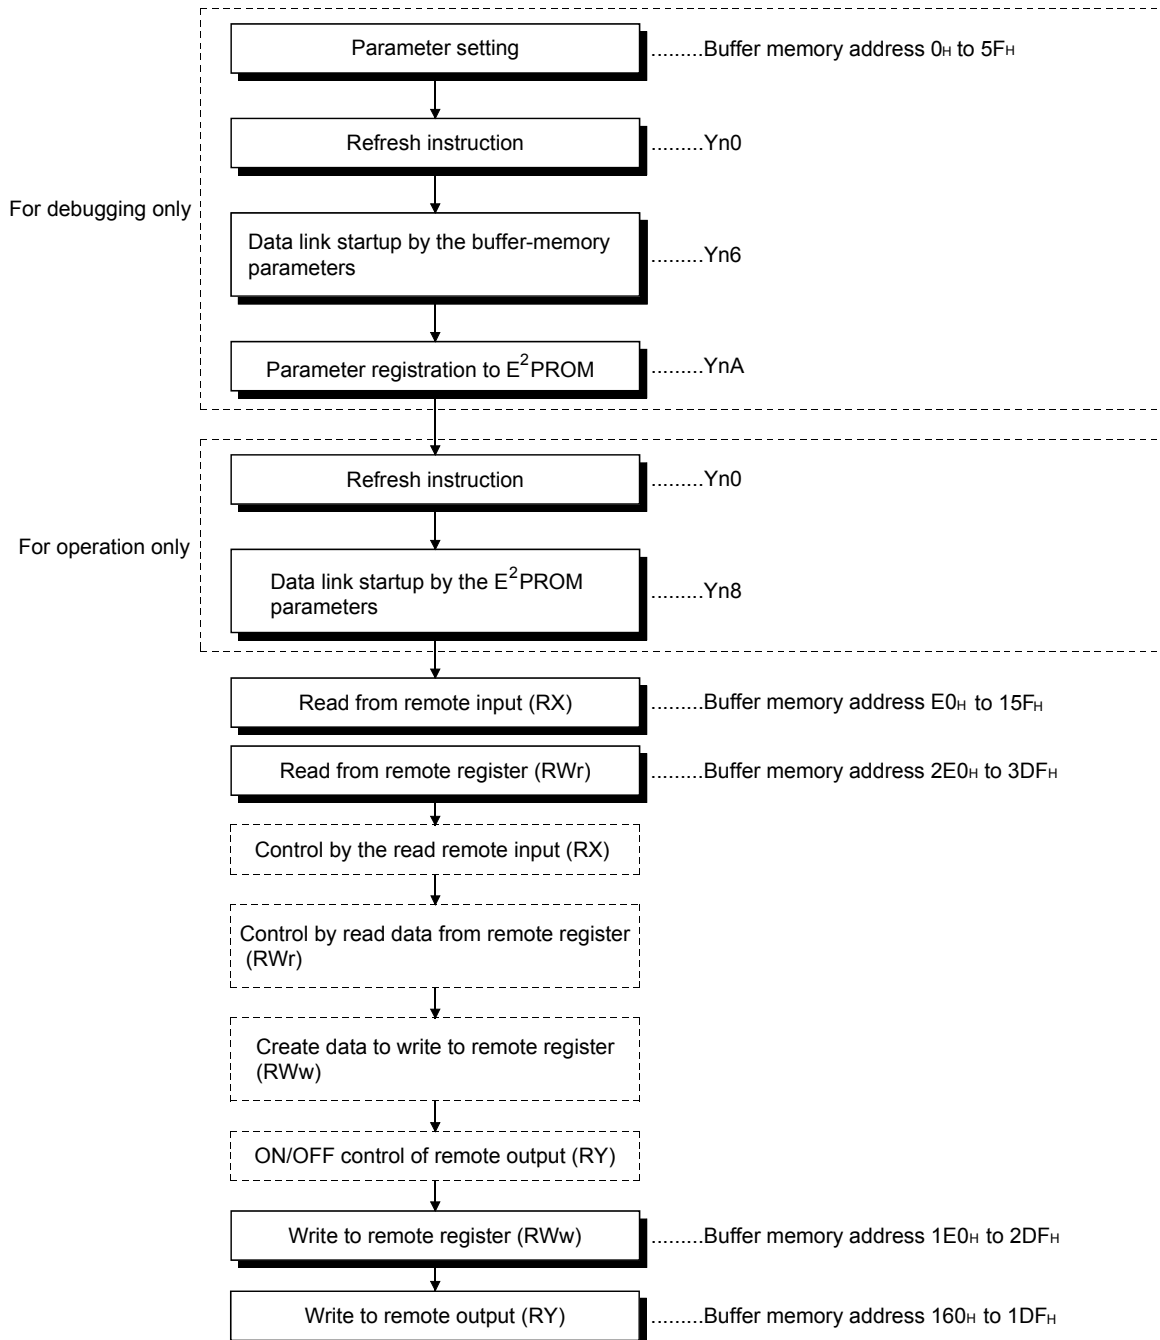 Parameter setting .........Buffer memory address 0H to 5FH
Refresh instruction .........Yn0
For debugging only
Data link startup by the buffer-memory
parameters
.........Yn6
Parameter registration to E2PROM .........YnA
Refresh instruction .........Yn0
For operation only
Data link startup by the E2PROM
parameters
.........Yn8
Read from remote input (RX) .........Buffer memory address E0H to 15FH
Read from remote register (RWr) .........Buffer memory address 2E0H to 3DFH
Control by the read remote input (RX)
Control by read data from remote register
(RWr)
Create data to write to remote register
(RWw)
ON/OFF control of remote output (RY)
Write to remote register (RWw) .........Buffer memory address 1E0H to 2DFH
Write to remote output (RY) .........Buffer memory address 160H to 1DFH